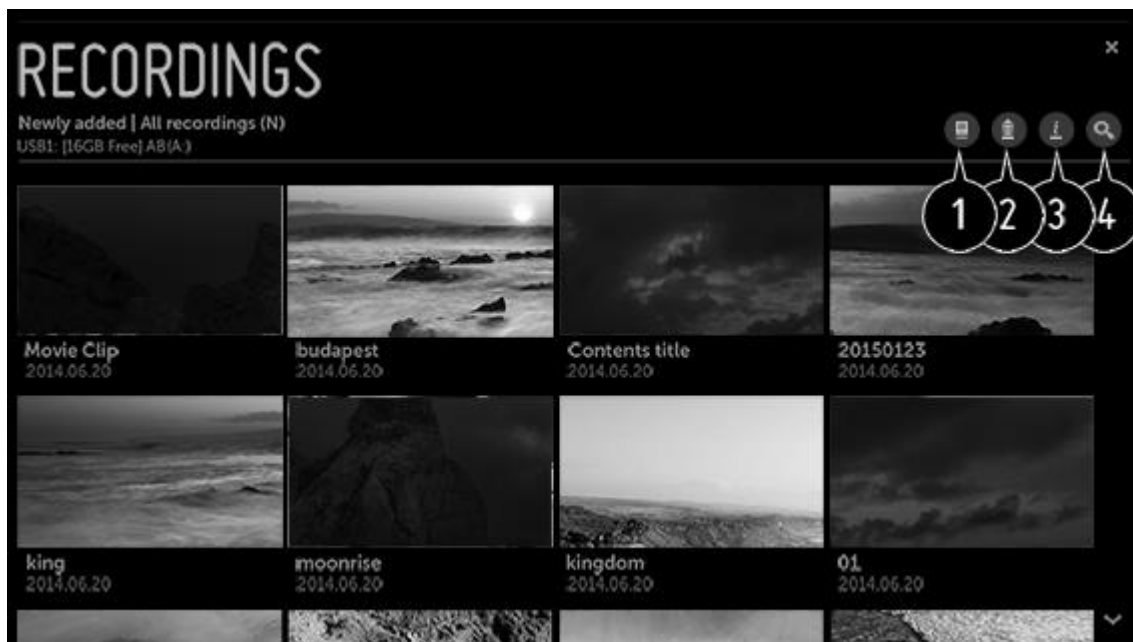 RECORDINGS
Newly added | All recordings (N)
USB1: [16GB Free] AB(A:)
i
1 2 3 4
Movie Clip budapest Contents title 20150123
2014.06.20 2014.06.20 2014.06.20 2014.06.20
king moonrise kingdom 01
2014.06.20 2014.06.20 2014.06.20 2014.06.20